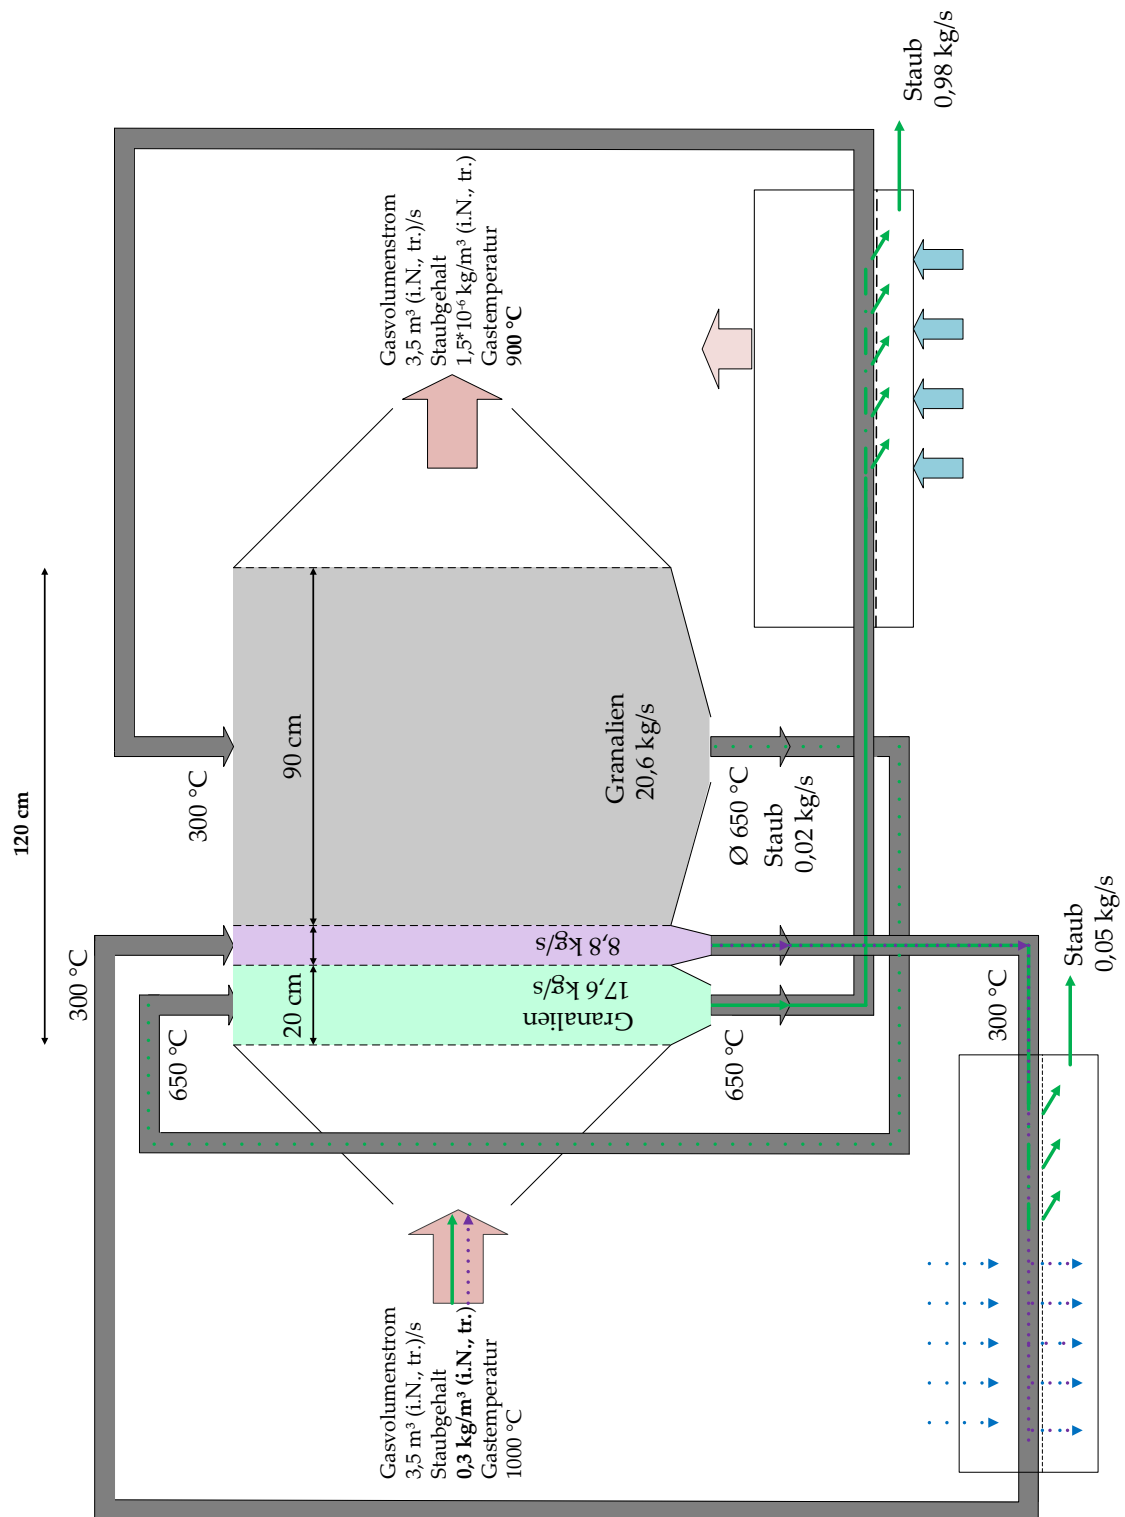 120 cm
300 °C
650 °C
300 °C
20 cm
90 cm
Granalien
17,6 kg/s
8,8 kg/s
Granalien
20,6 kg/s
650 °C
Ø 650 °C
Staub
0,02 kg/s
Gasvolumenstrom
3,5 m³ (i.N., tr.)/s
Staubgehalt
1,5*10⁻⁶ kg/m³ (i.N., tr.)
Gastemperatur
900 °C
Gasvolumenstrom
3,5 m³ (i.N., tr.)/s
Staubgehalt
0,3 kg/m³ (i.N., tr.)
Gastemperatur
1000 °C
300 °C
Staub
0,05 kg/s
Staub
0,98 kg/s